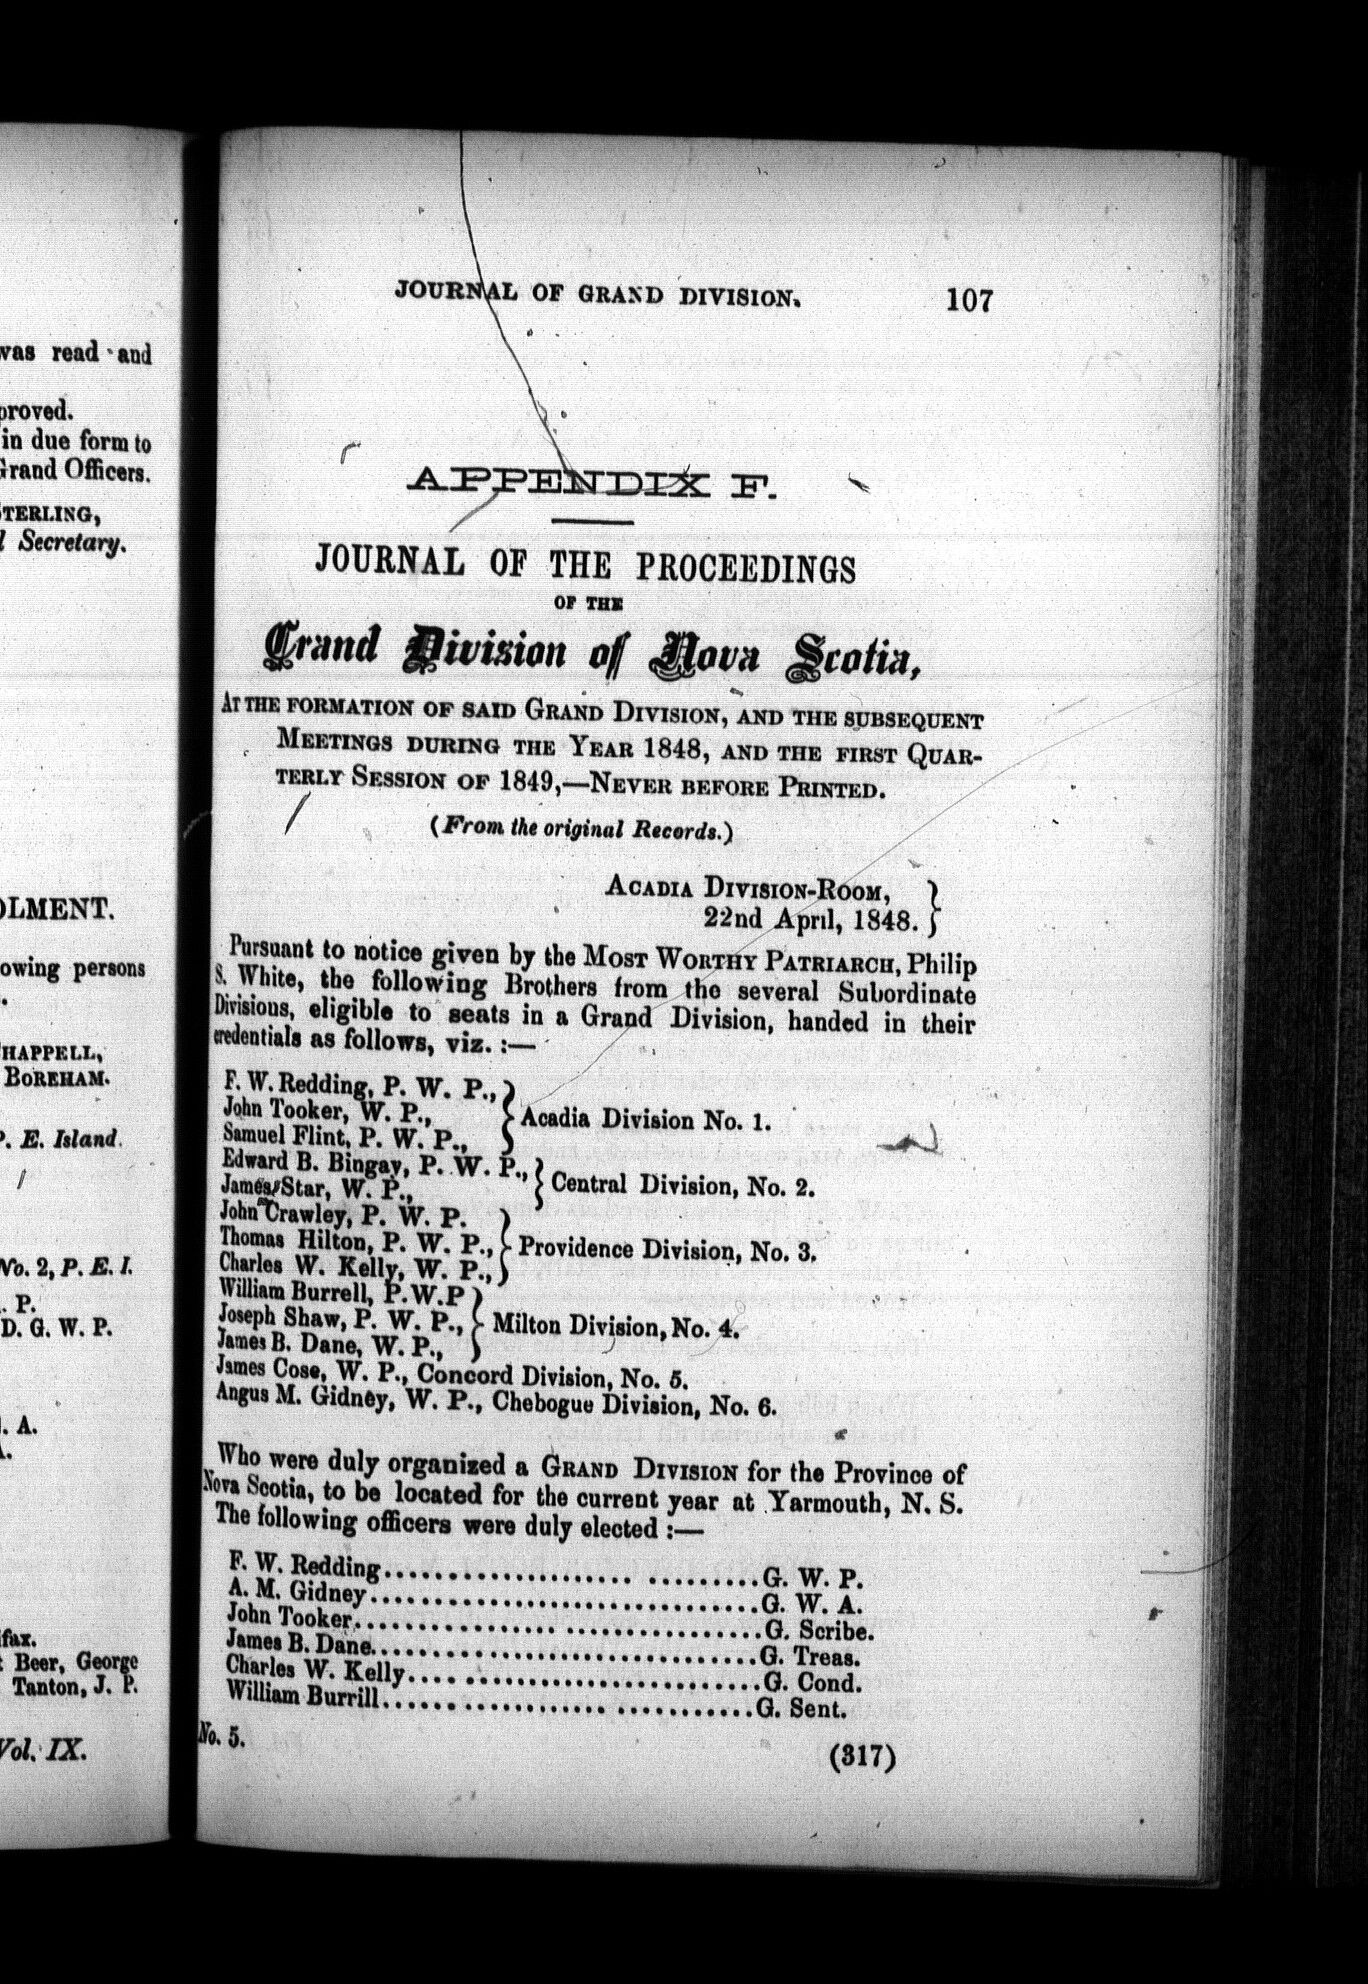 was read and
proved.
in due form to
Grand Officers.
STERLING,
Secretary.
OLMENT.
owing persons
HAPPELL,
BOREHAM.
P. E. Island.
No. 2, P. E. I.
P.
D. G. W. P.
A.
ifax.
Beer, George
Tanton, J. P.
Vol. IX.
JOURNAL OF GRAND DIVISION. 107
APPENDIX F.
JOURNAL OF THE PROCEEDINGS
OF THE
Grand Division of Nova Scotia,
AT THE FORMATION OF SAID GRAND DIVISION, AND THE SUBSEQUENT
MEETINGS DURING THE YEAR 1848, AND THE FIRST QUAR-
TERLY SESSION OF 1849,—NEVER BEFORE PRINTED.
(From the original Records.)
ACADIA DIVISION-ROOM,
22nd April, 1848.
Pursuant to notice given by the MOST WORTHY PATRIARCH, Philip
S. White, the following Brothers from the several Subordinate
Divisions, eligible to seats in a Grand Division, handed in their
credentials as follows, viz. :—
F. W. Redding, P. W. P.,
John Tooker, W. P., Acadia Division No. 1.
Samuel Flint, P. W. P.,
Edward B. Bingay, P. W. P.,
James Star, W. P., Central Division, No. 2.
John Crawley, P. W. P.
Thomas Hilton, P. W. P., Providence Division, No. 3.
Charles W. Kelly, W. P.,
William Burrell, P.W.P
Joseph Shaw, P. W. P., Milton Division, No. 4.
James B. Dane, W. P.,
James Cose, W. P., Concord Division, No. 5.
Angus M. Gidney, W. P., Chebogue Division, No. 6.
Who were duly organized a GRAND DIVISION for the Province of
Nova Scotia, to be located for the current year at Yarmouth, N. S.
The following officers were duly elected :—
F. W. Redding..............................G. W. P.
A. M. Gidney..............................G. W. A.
John Tooker..............................G. Scribe.
James B. Dane..............................G. Treas.
Charles W. Kelly..............................G. Cond.
William Burrill..............................G. Sent.
No. 5.
(317)